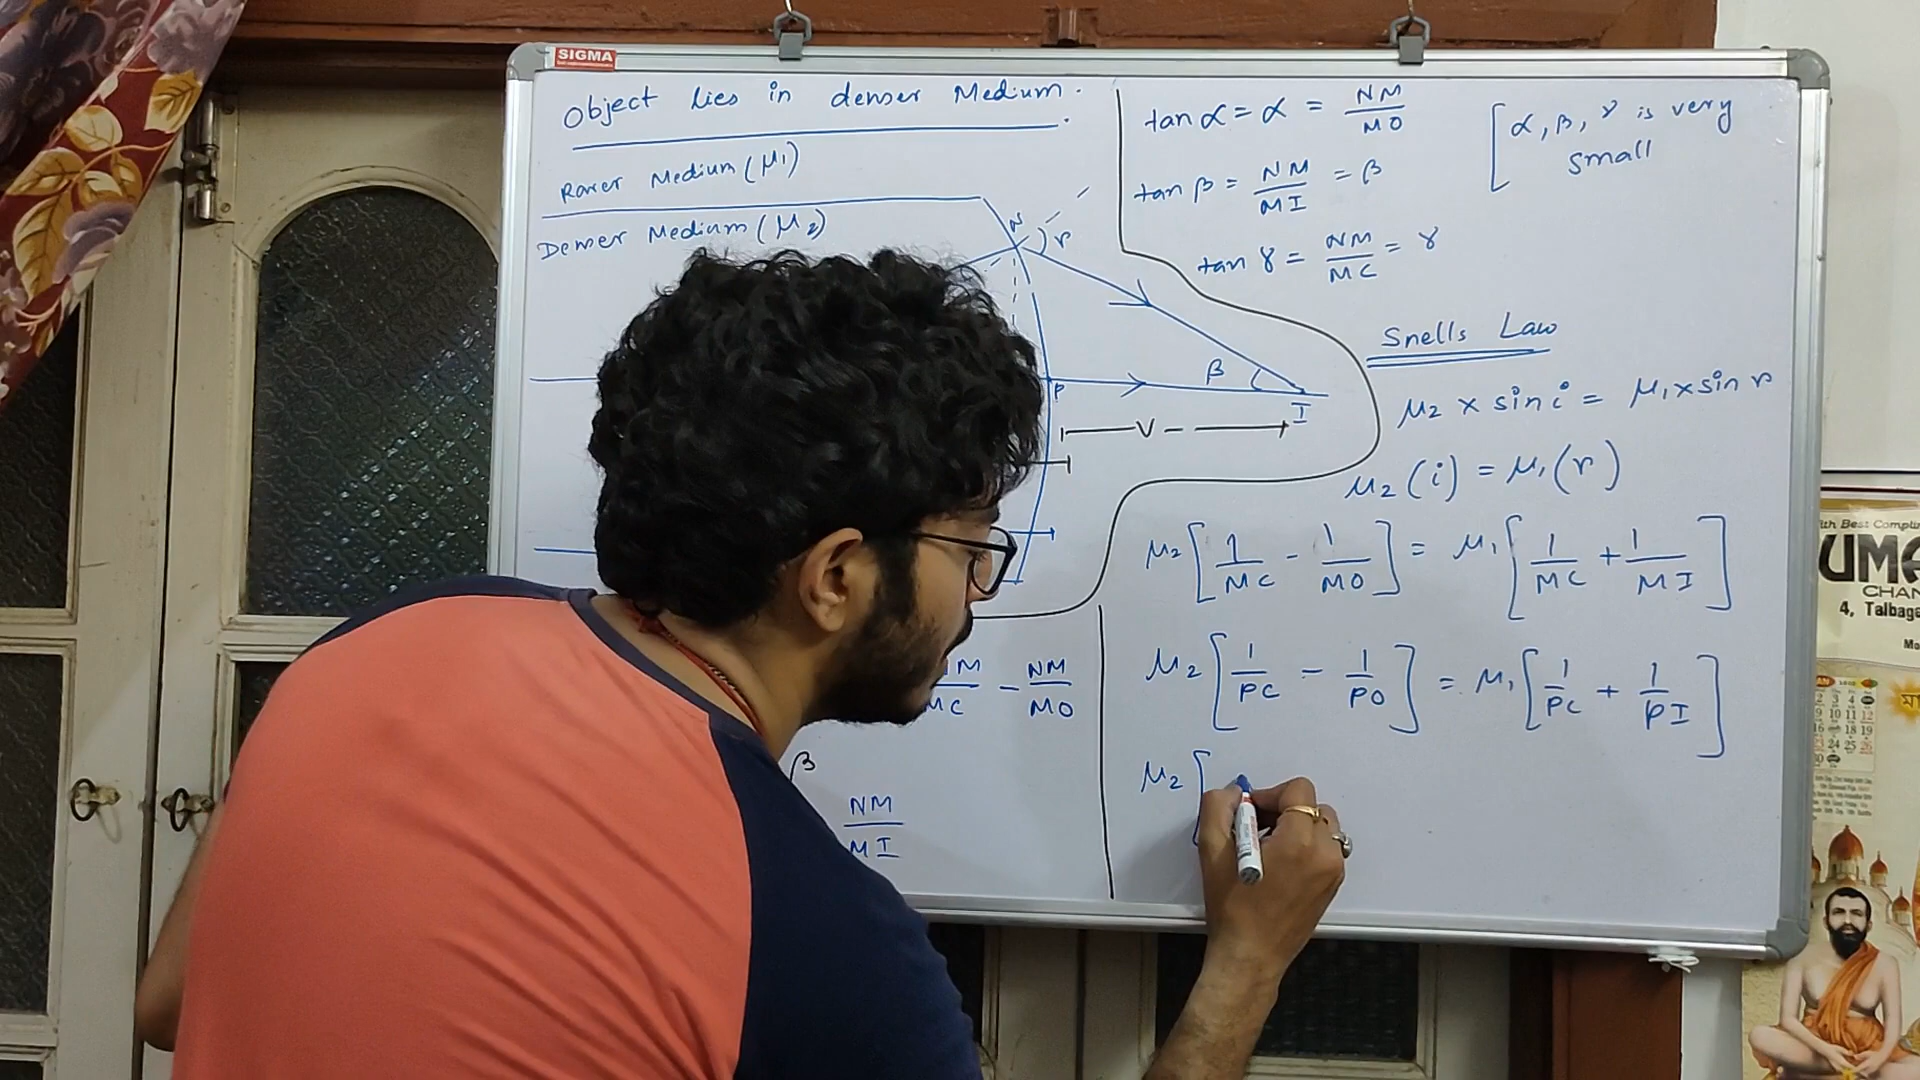 SIGMA
Object lies in denser Medium.
Rarer Medium (μ1)
Denser Medium (μ2)
N
r
β
P
I
V
NM/MC - NM/MO
β
NM/MI
tan α = α = NM/MO
[α, β, γ is very
small
tan β = NM/MI = β
tan γ = NM/MC = γ
Snells Law
μ2 × sin i = μ1 × sin r
μ2 (i) = μ1 (r)
μ2 [1/MC - 1/MO] = μ1 [1/MC + 1/MI]
μ2 [1/PC - 1/PO] = μ1 [1/PC + 1/PI]
μ2 [
4, Talbaga